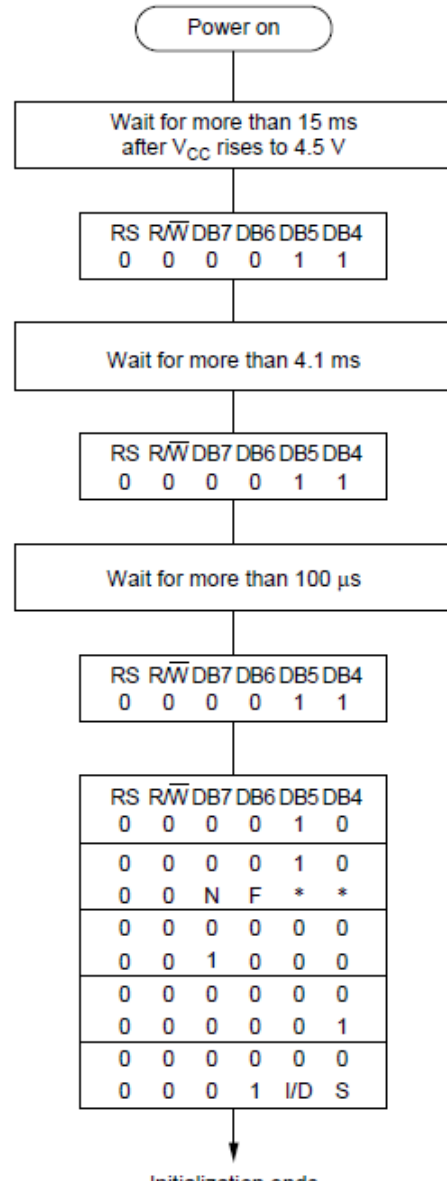 Power on
Wait for more than 15 ms
after VCC rises to 4.5 V
RS R/W̅ DB7 DB6 DB5 DB4
0 0 0 0 1 1
Wait for more than 4.1 ms
RS R/W̅ DB7 DB6 DB5 DB4
0 0 0 0 1 1
Wait for more than 100 µs
RS R/W̅ DB7 DB6 DB5 DB4
0 0 0 0 1 1
RS R/W̅ DB7 DB6 DB5 DB4
0 0 0 0 1 0
0 0 0 0 1 0
0 0 N F * *
0 0 0 0 0 0
0 0 1 0 0 0
0 0 0 0 0 0
0 0 0 0 0 1
0 0 0 0 0 0
0 0 0 1 I/D S
Initialization ends